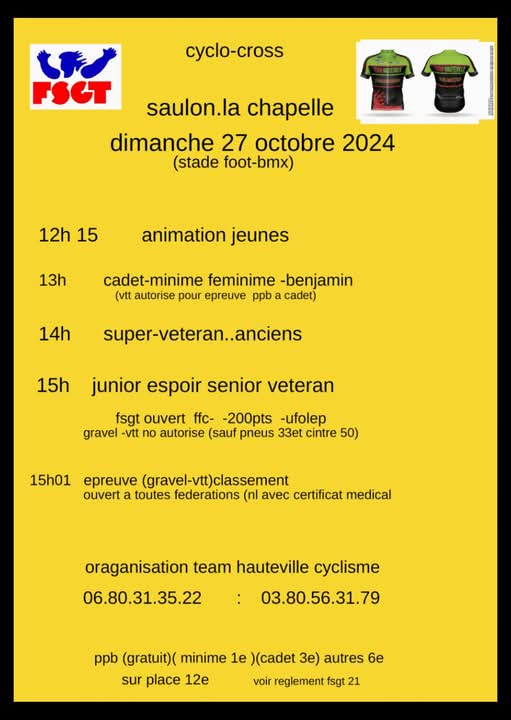 FSGT
cyclo-cross
saulon.la chapelle
dimanche 27 octobre 2024
(stade foot-bmx)
12h 15 animation jeunes
13h cadet-minime feminime -benjamin
(vtt autorise pour epreuve ppb a cadet)
14h super-veteran..anciens
15h junior espoir senior veteran
fsgt ouvert ffc- -200pts -ufolep
gravel -vtt no autorise (sauf pneus 33et cintre 50)
15h01 epreuve (gravel-vtt)classement
ouvert a toutes federations (nl avec certificat medical
oraganisation team hauteville cyclisme
06.80.31.35.22 : 03.80.56.31.79
ppb (gratuit)( minime 1e )(cadet 3e) autres 6e
sur place 12e voir reglement fsgt 21